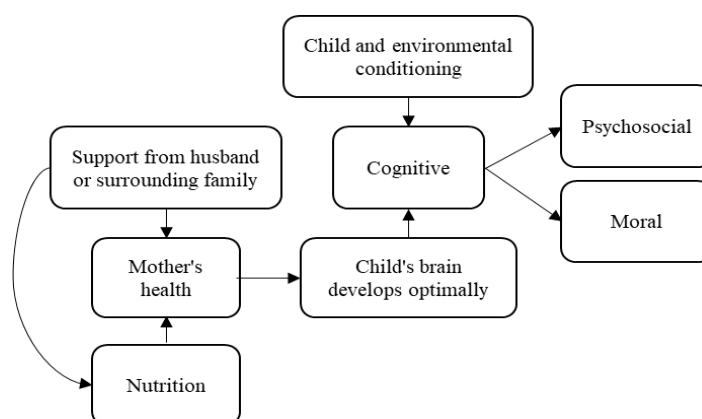 Child and environmental
conditioning
Psychosocial
Support from husband
or surrounding family
Cognitive
Moral
Mother's
health
Child's brain
develops optimally
Nutrition